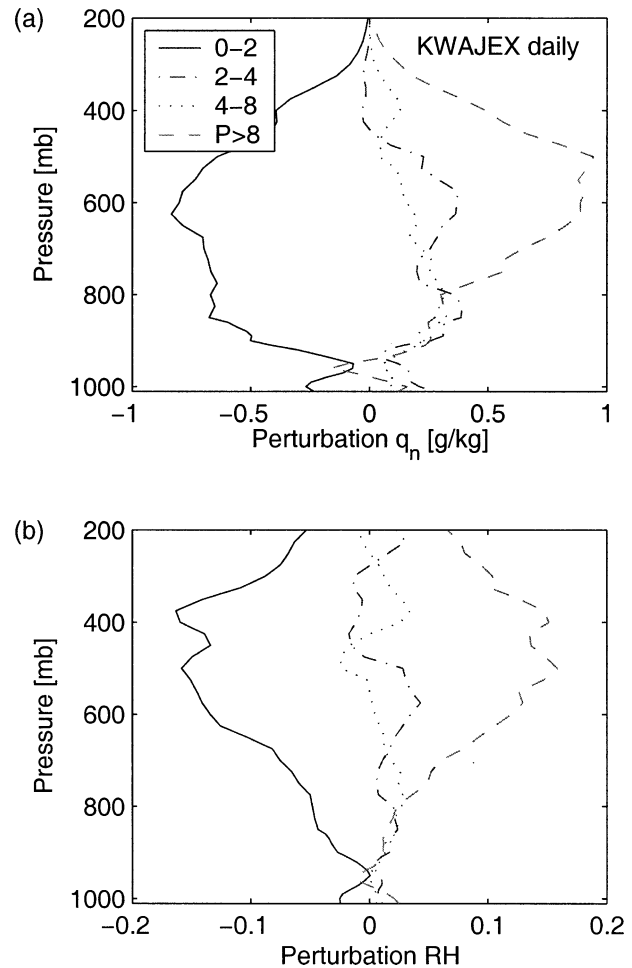 (a)
200
400
600
800
1000
Pressure [mb]
0−2
2−4
4−8
P>8
KWAJEX daily
−1 −0.5 0 0.5 1
Perturbation qn [g/kg]
(b)
200
400
600
800
1000
Pressure [mb]
−0.2 −0.1 0 0.1 0.2
Perturbation RH